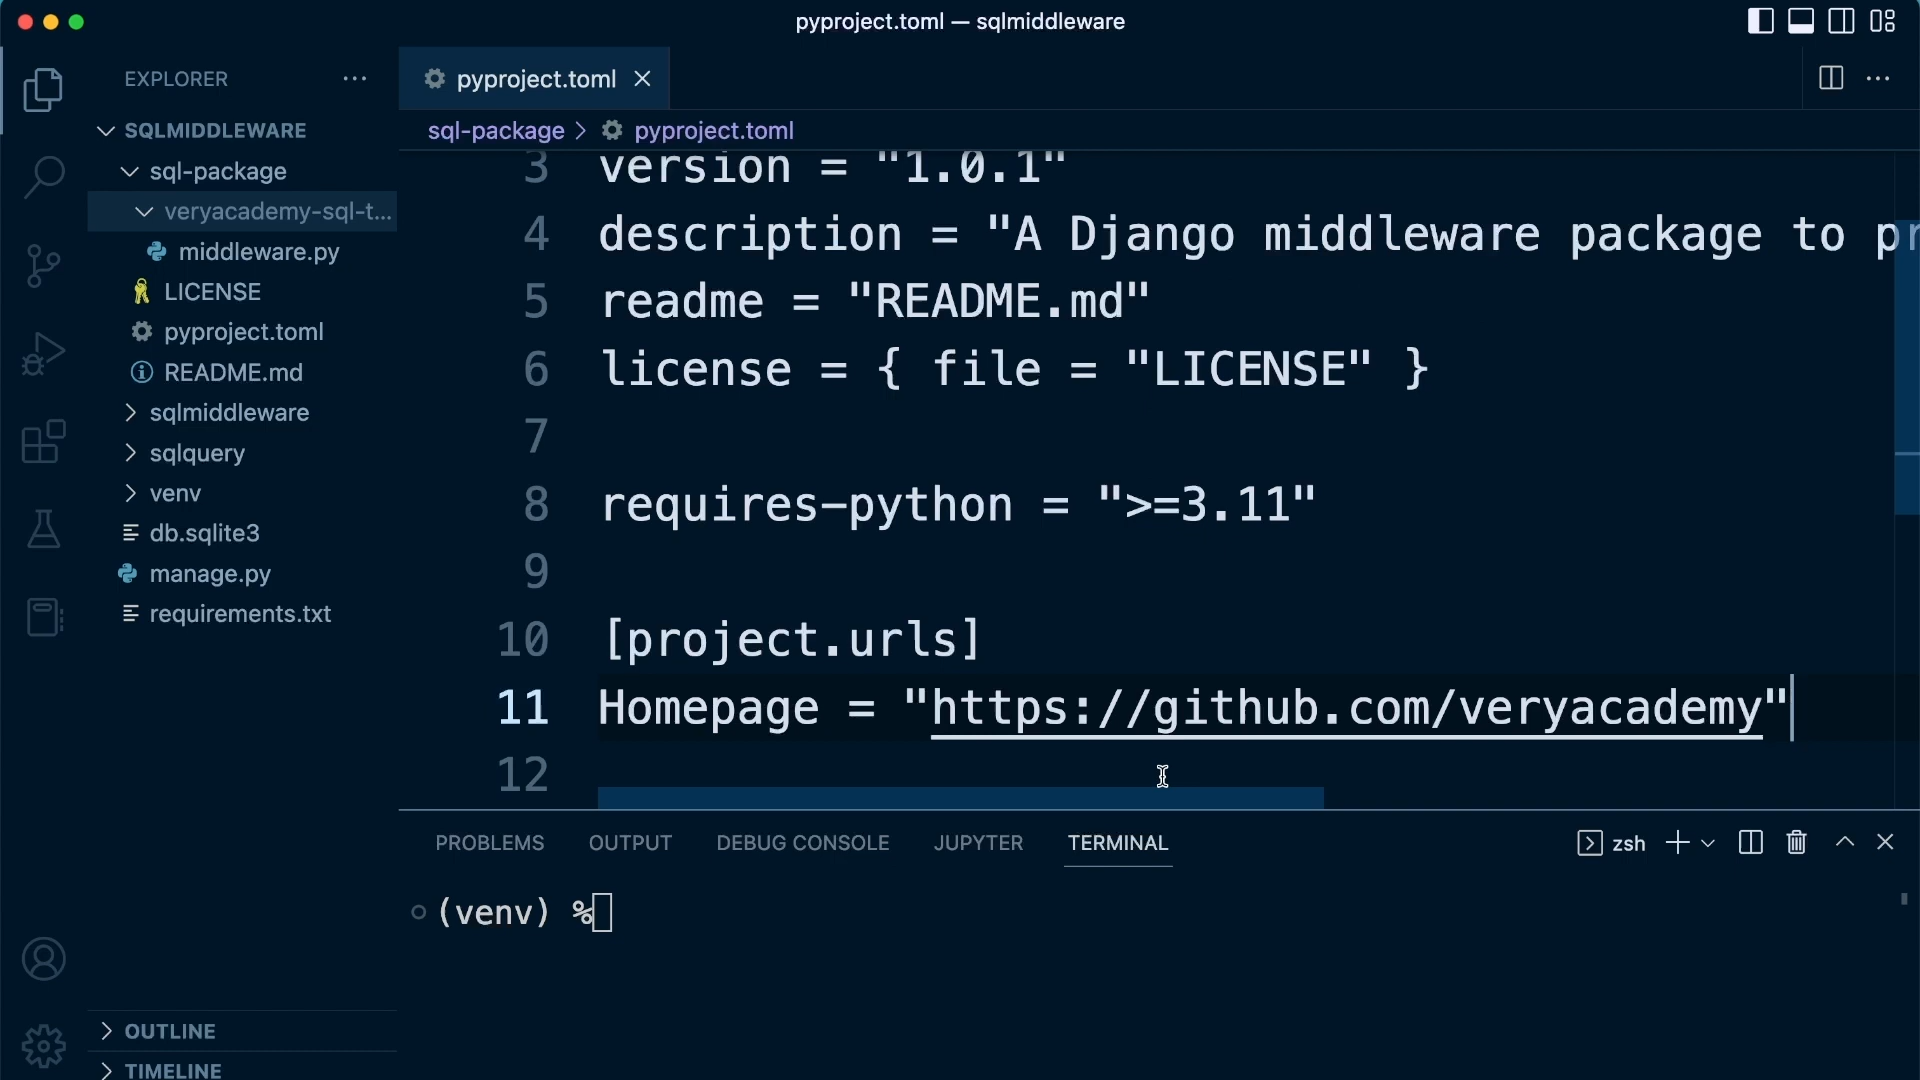 pyproject.toml — sqlmiddleware
EXPLORER
SQLMIDDLEWARE
sql-package
veryacademy-sql-t...
middleware.py
LICENSE
pyproject.toml
README.md
sqlmiddleware
sqlquery
venv
db.sqlite3
manage.py
requirements.txt
OUTLINE
TIMELINE
pyproject.toml
sql-package > pyproject.toml
3 version = "1.0.1"
4 description = "A Django middleware package to pr
5 readme = "README.md"
6 license = { file = "LICENSE" }
7
8 requires-python = ">=3.11"
9
10 [project.urls]
11 Homepage = "https://github.com/veryacademy"
12
PROBLEMS OUTPUT DEBUG CONSOLE JUPYTER TERMINAL zsh
(venv) %